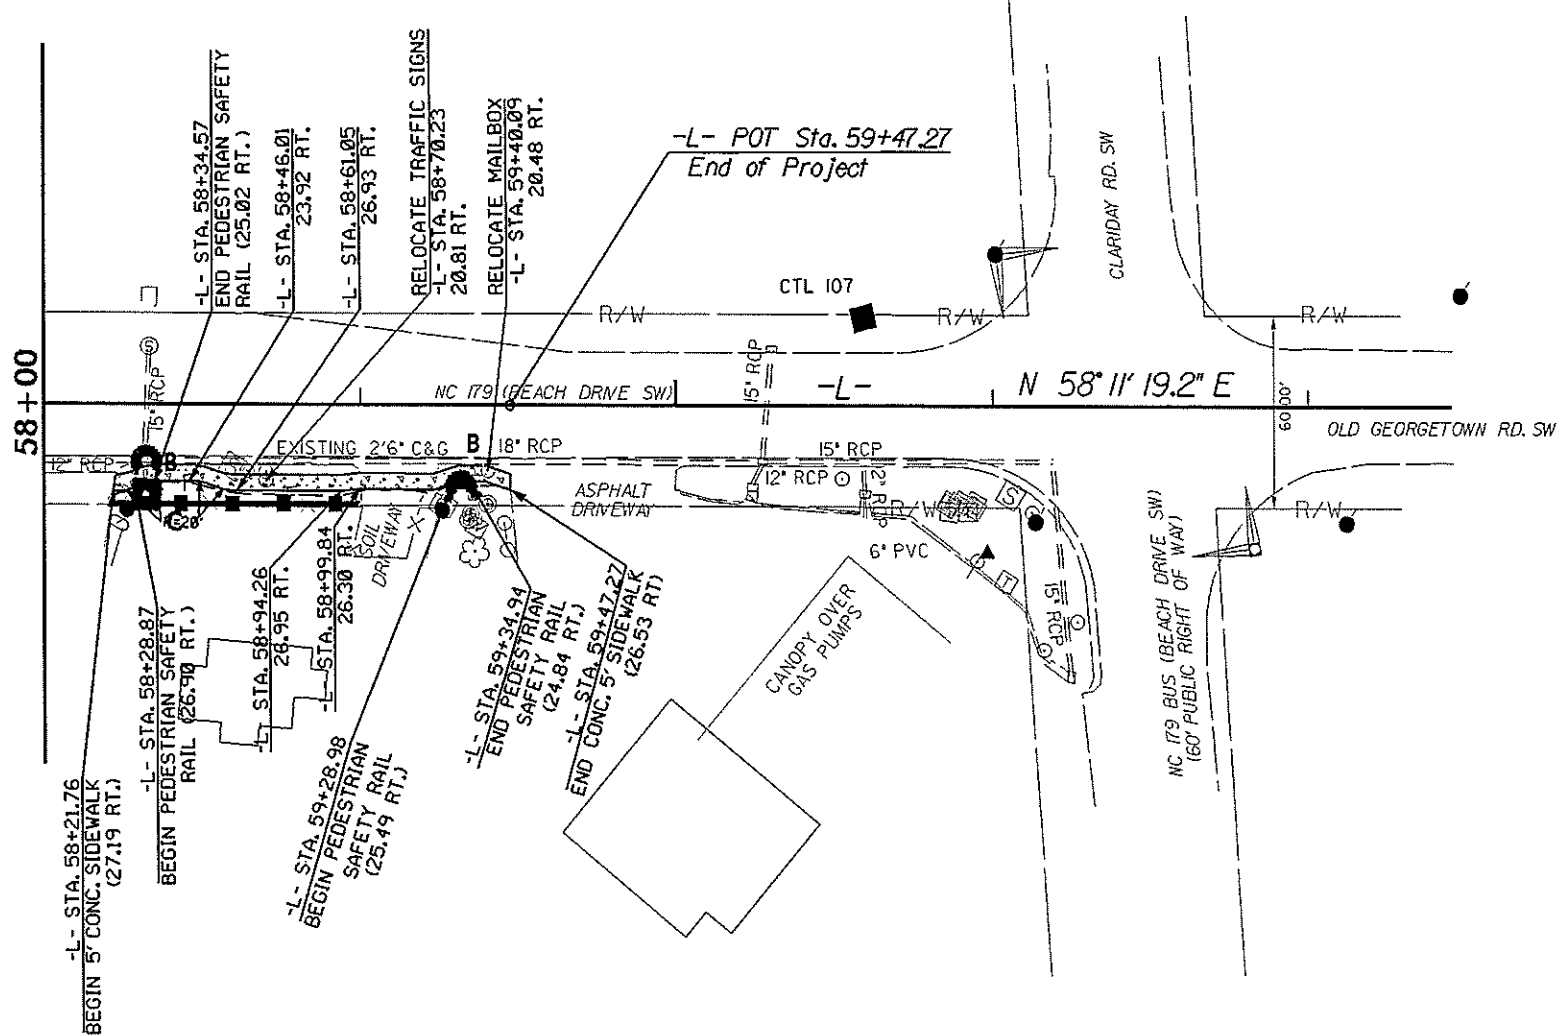 58+00
-L- STA. 58+34.57
END PEDESTRIAN SAFETY
RAIL (25.02 RT.)
-L- STA. 58+46.01
23.92 RT.
-L- STA. 58+61.05
26.93 RT.
RELOCATE TRAFFIC SIGNS
-L- STA. 58+70.23
20.81 RT.
RELOCATE MAILBOX
-L- STA. 59+40.09
20.48 RT.
-L- POT Sta. 59+47.27
End of Project
CLARIDAY RD. SW
CTL 107
R/W
R/W
R/W
S
15" RCP
15" RCP
NC 179 (BEACH DRIVE SW)
-L-
N 58° 11' 19.2" E
60.00'
OLD GEORGETOWN RD. SW
12" RCP
B
EXISTING 2'6" C&G
B
18" RCP
15" RCP
12" RCP
12" RCP
ASPHALT
DRIVEWAY
SOIL
DRIVEWAY
R=20'
R/W
S
R/W
6" PVC
T
15" RCP
CANOPY OVER
GAS PUMPS
NC 179 BUS (BEACH DRIVE SW)
(60' PUBLIC RIGHT OF WAY)
-L- STA. 58+21.76
BEGIN 5' CONC. SIDEWALK
(27.19 RT.)
-L- STA. 58+28.87
BEGIN PEDESTRIAN SAFETY
RAIL (26.90 RT.)
-L- STA. 58+94.26
26.95 RT.
-L- STA. 58+99.84
26.30 RT.
-L- STA. 59+28.98
BEGIN PEDESTRIAN
SAFETY RAIL
(25.49 RT.)
-L- STA. 59+34.94
END PEDESTRIAN
SAFETY RAIL
(24.84 RT.)
-L- STA. 59+47.27
END CONC. 5' SIDEWALK
(26.53 RT)